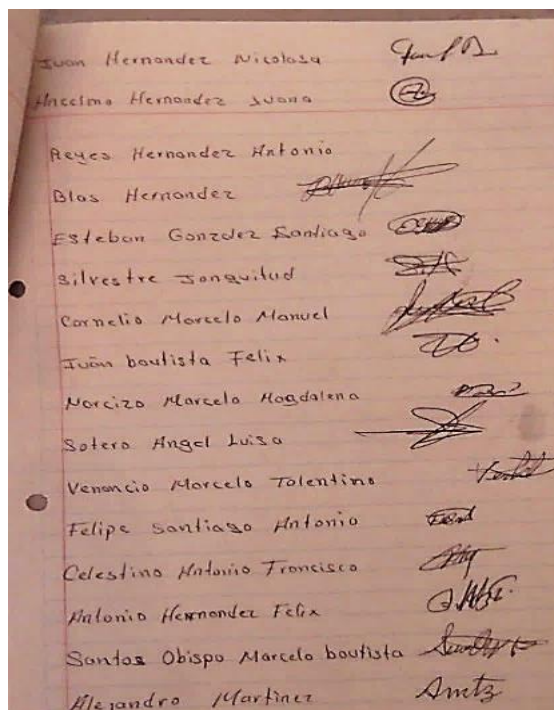 Juan Hernandez Nicolasa
Ancelmo Hernandez Juana
Reyes Hernandez Antonio
Blas Hernandez
Esteban Gonzalez Santiago
Silvestre Jonguitud
Cornelio Marcelo Manuel
Juan bautista Felix
Narcizo Marcelo Magdalena
Sotero Angel Luisa
Venancio Marcelo Tolentino
Felipe Santiago Antonio
Celestino Antonio Francisco
Antonio Hernandez Felix
Santos Obispo Marcelo bautista
Alejandro Martinez